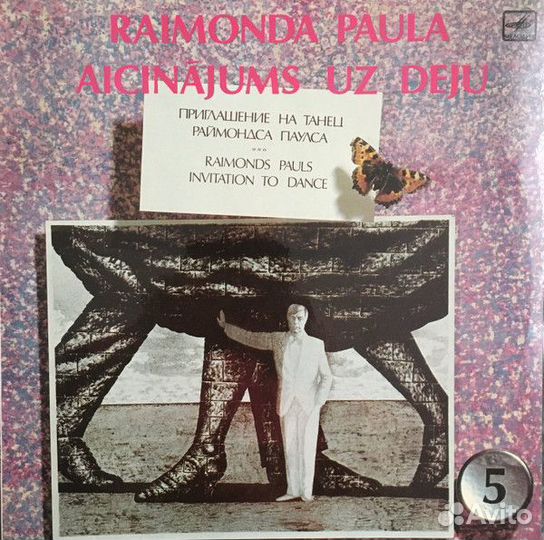 RAIMONDA PAULA
AICINĀJUMS UZ DEJU
ПРИГЛАШЕНИЕ НА ТАНЕЦ
РАЙМОНДСА ПАУЛСА
***
RAIMONDS PAULS
INVITATION TO DANCE
5
Avito